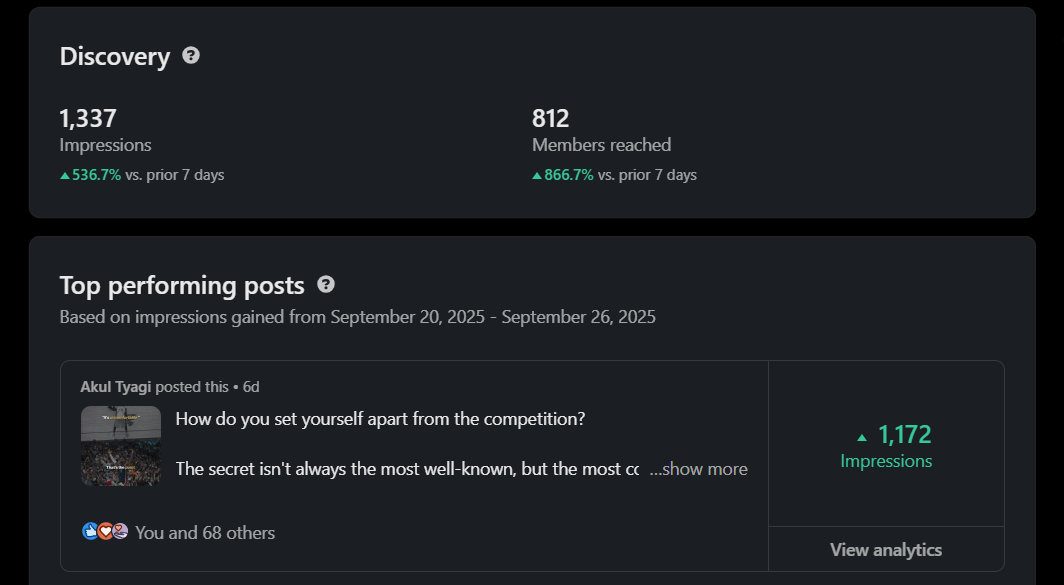 Discovery
1,337
Impressions
▲536.7% vs. prior 7 days
812
Members reached
▲866.7% vs. prior 7 days
Top performing posts
Based on impressions gained from September 20, 2025 - September 26, 2025
Akul Tyagi posted this • 6d
How do you set yourself apart from the competition?
The secret isn't always the most well-known, but the most cc ...show more
You and 68 others
▲ 1,172
Impressions
View analytics